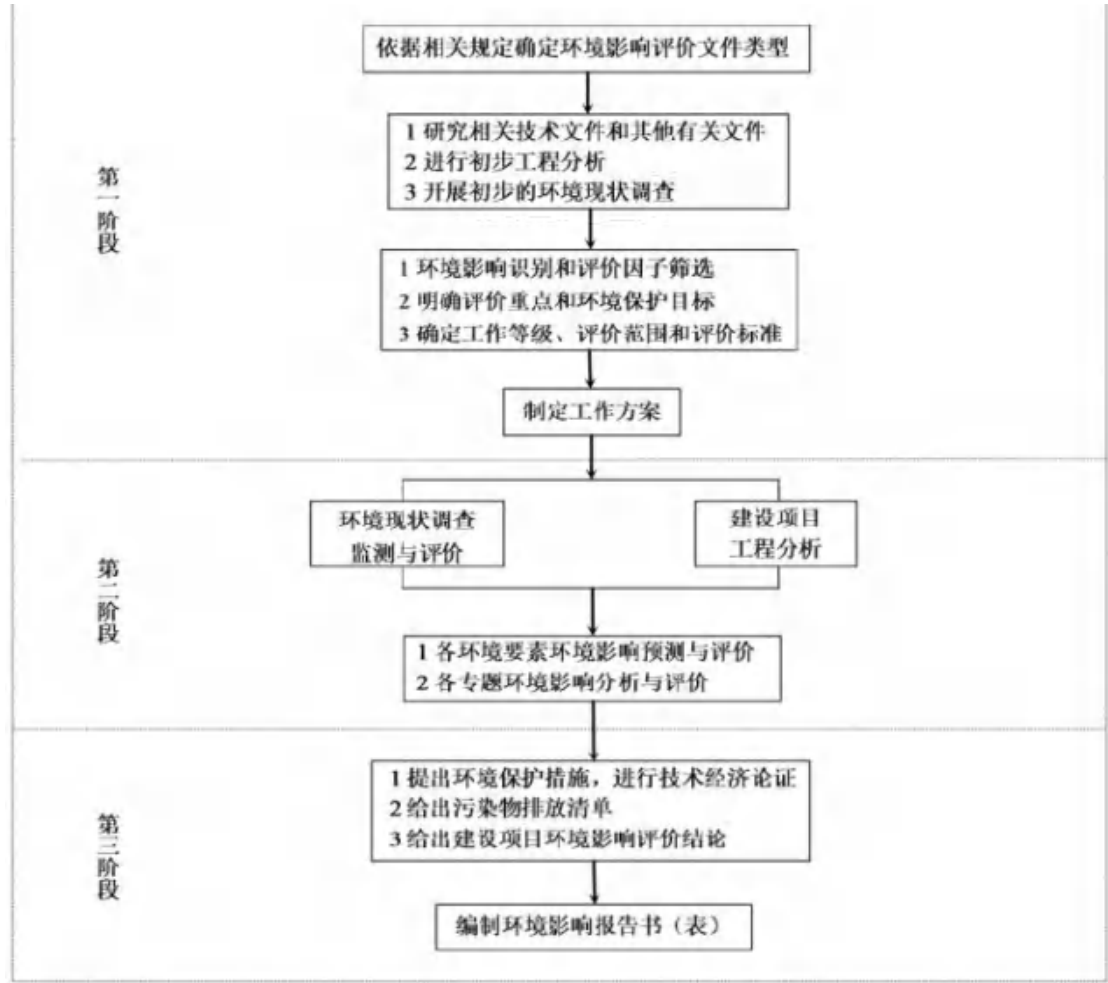 依据相关规定确定环境影响评价文件类型
1 研究相关技术文件和其他有关文件
2 进行初步工程分析
3 开展初步的环境现状调查
第一阶段
1 环境影响识别和评价因子筛选
2 明确评价重点和环境保护目标
3 确定工作等级、评价范围和评价标准
制定工作方案
环境现状调查
监测与评价
建设项目
工程分析
第二阶段
1 各环境要素环境影响预测与评价
2 各专题环境影响分析与评价
1 提出环境保护措施，进行技术经济论证
2 给出污染物排放清单
3 给出建设项目环境影响评价结论
第三阶段
编制环境影响报告书（表）